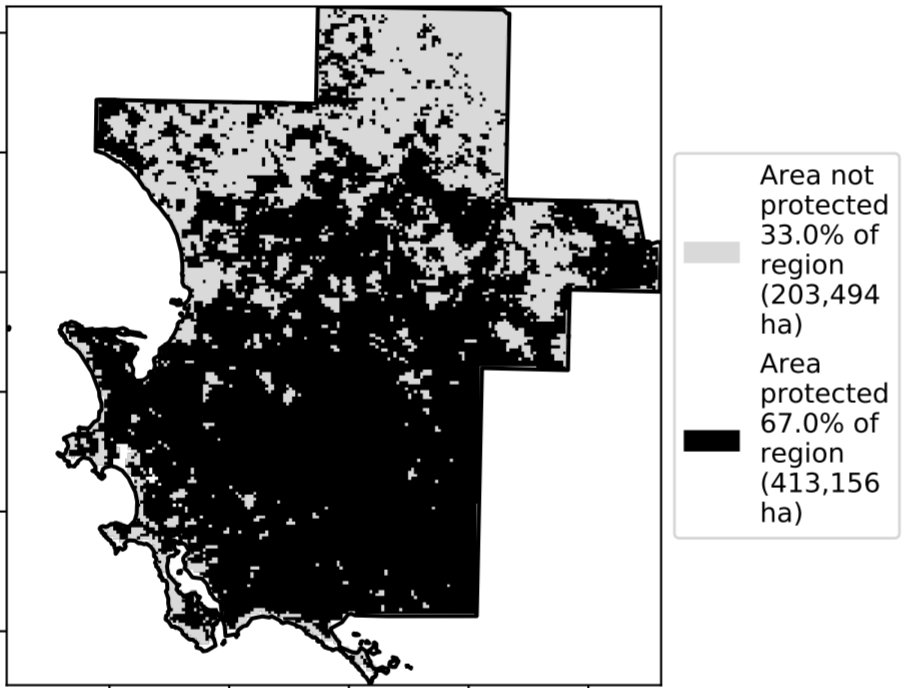 Area not
protected
33.0% of
region
(203,494
ha)
Area
protected
67.0% of
region
(413,156
ha)